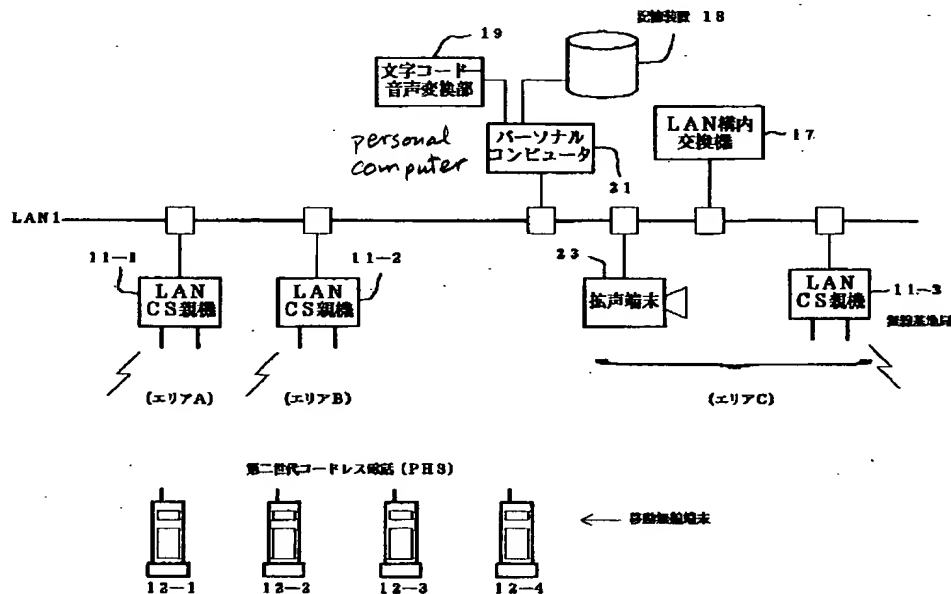 19
文字コード
音声変換部
記憶装置 18
personal
computer
パーソナル
コンピュータ
21
LAN構内
交換機
17
LAN1
11-1
LAN
CS親機
11-2
LAN
CS親機
23
拡声端末
LAN
CS親機
11-3
無線基地局
(エリアA)
(エリアB)
(エリアC)
第二世代コードレス電話(PHS)
移動無線端末
12-1
12-2
12-3
12-4